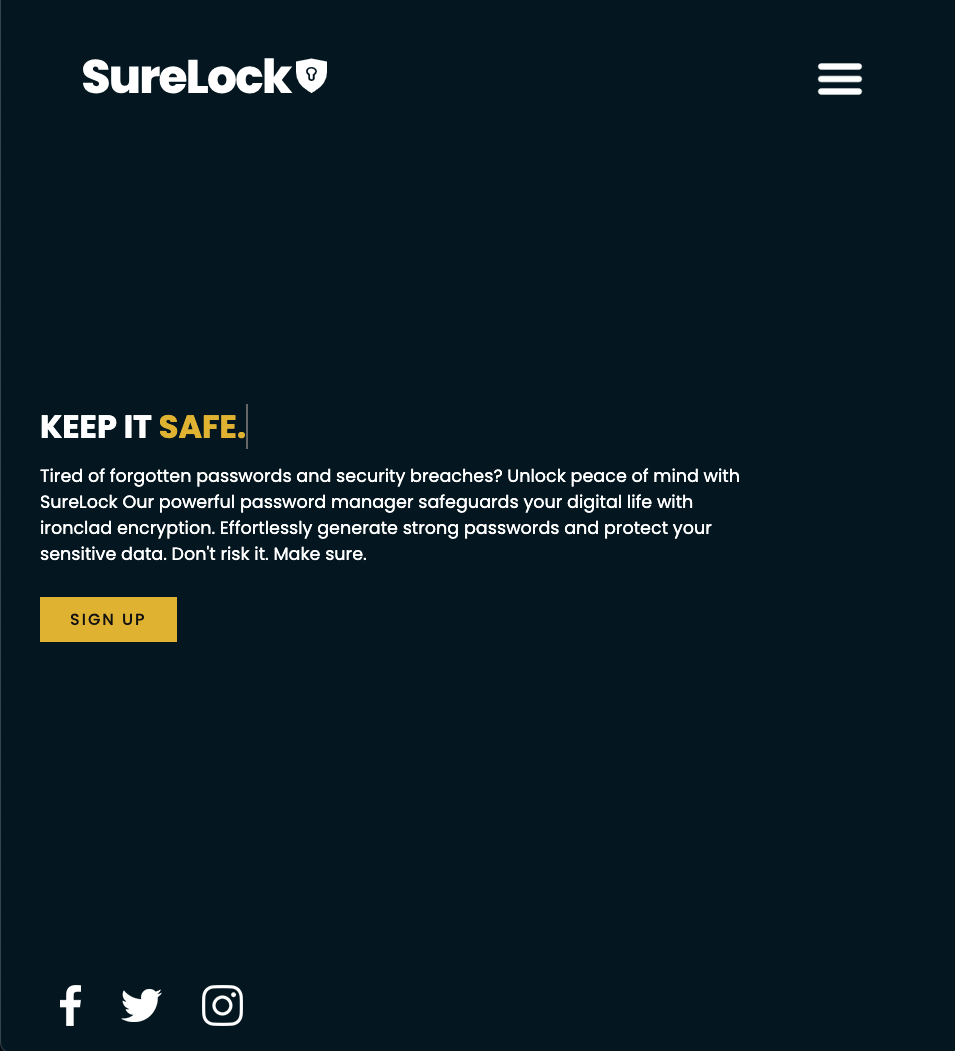 SureLock
KEEP IT SAFE.
Tired of forgotten passwords and security breaches? Unlock peace of mind with
SureLock Our powerful password manager safeguards your digital life with
ironclad encryption. Effortlessly generate strong passwords and protect your
sensitive data. Don't risk it. Make sure.
SIGN UP